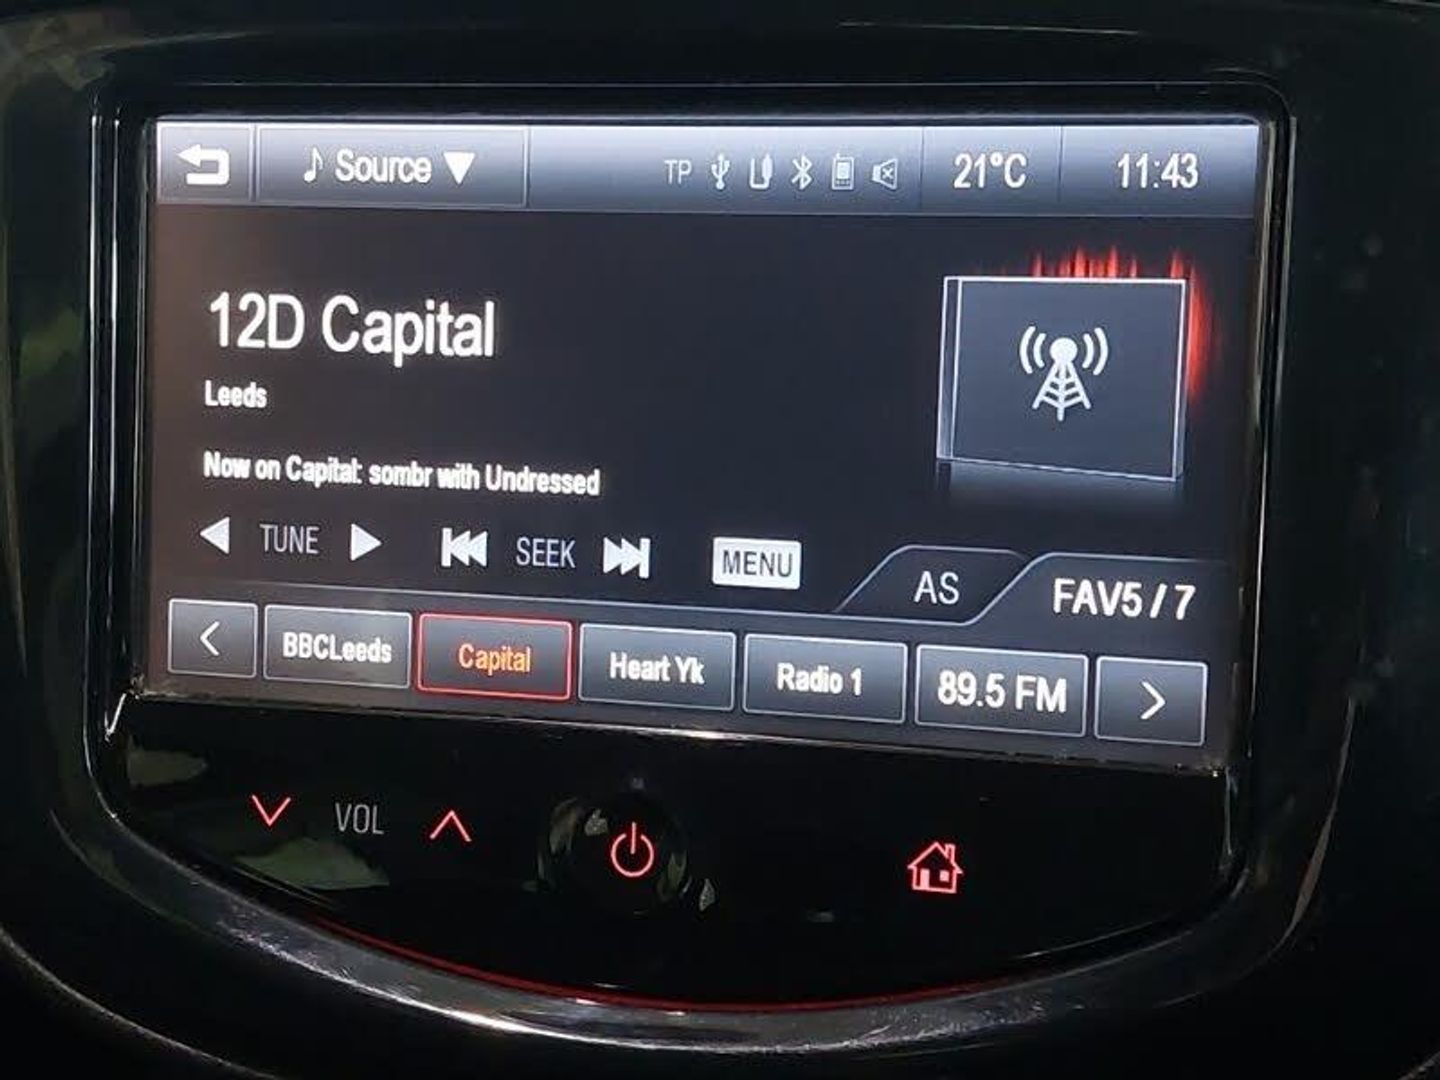 Source
TP
21°C
11:43
12D Capital
Leeds
Now on Capital: sombr with Undressed
TUNE
SEEK
MENU
AS
FAV5 / 7
BBCLeeds
Capital
Heart Yk
Radio 1
89.5 FM
VOL